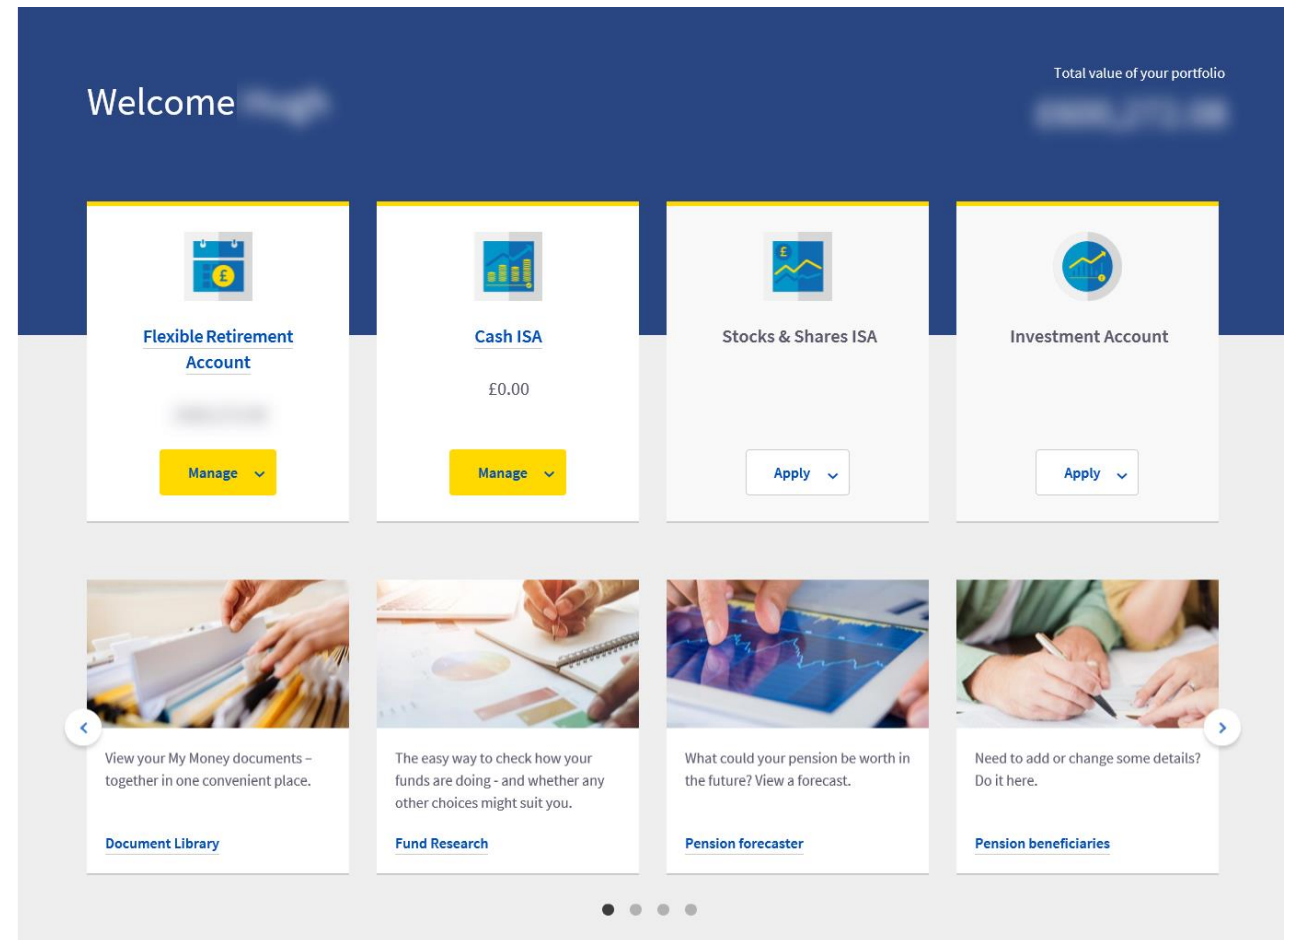 Welcome
Total value of your portfolio
Flexible Retirement
Account
Manage
Cash ISA
£0.00
Manage
Stocks & Shares ISA
Apply
Investment Account
Apply
View your My Money documents –
together in one convenient place.
Document Library
The easy way to check how your
funds are doing - and whether any
other choices might suit you.
Fund Research
What could your pension be worth in
the future? View a forecast.
Pension forecaster
Need to add or change some details?
Do it here.
Pension beneficiaries